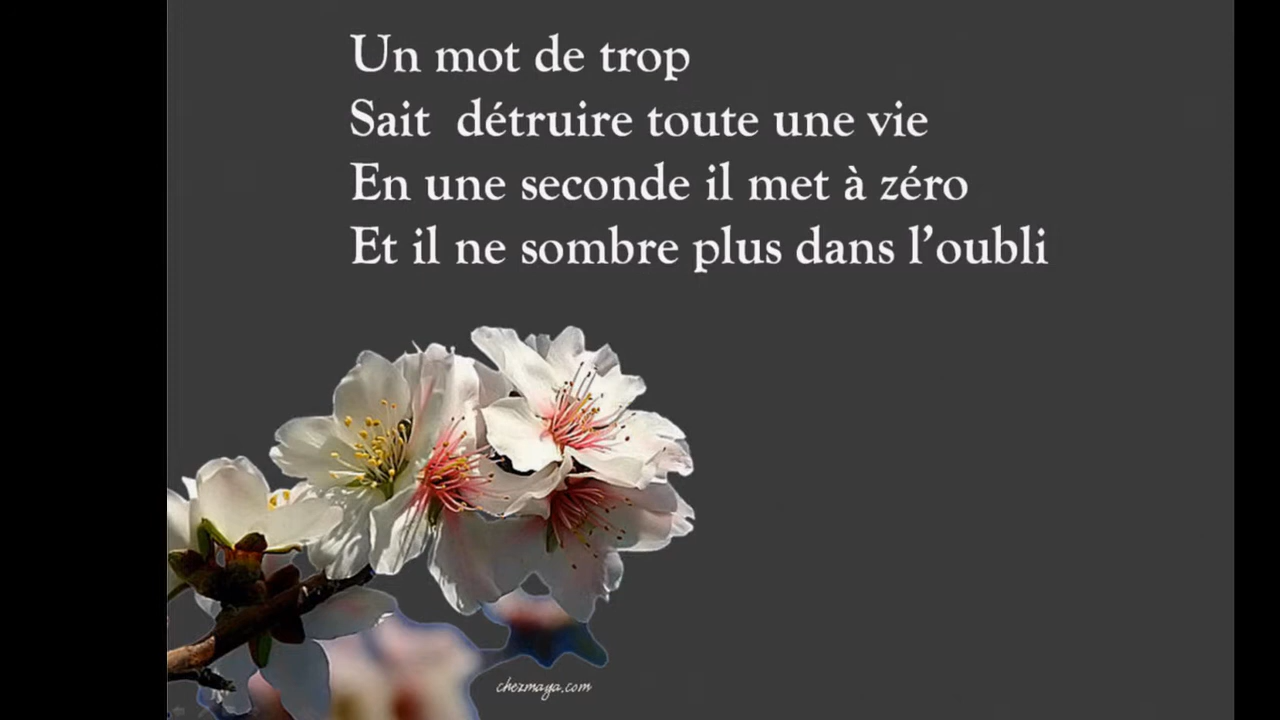 Un mot de trop
Sait  détruire toute une vie
En une seconde il met à zéro
Et il ne sombre plus dans l’oubli
chezmaya.com